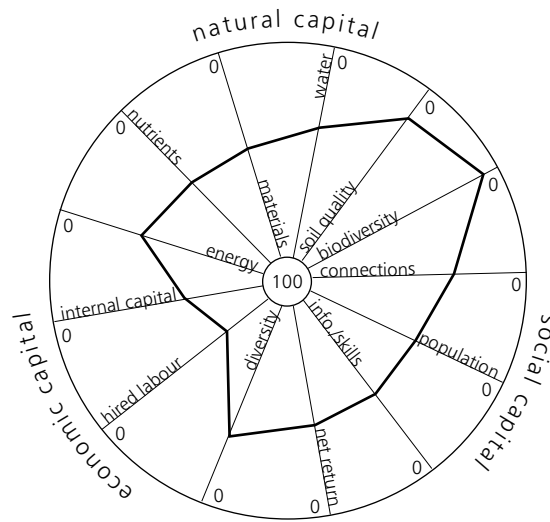 natural capital
0
water
0
0
nutrients
0
0
materials
soil quality
biodiversity
0
energy
connections
100
internal capital
0
0
info/skills
population
diversity
hired labour
0
0
net return
0
0
0
economic capital
social capital